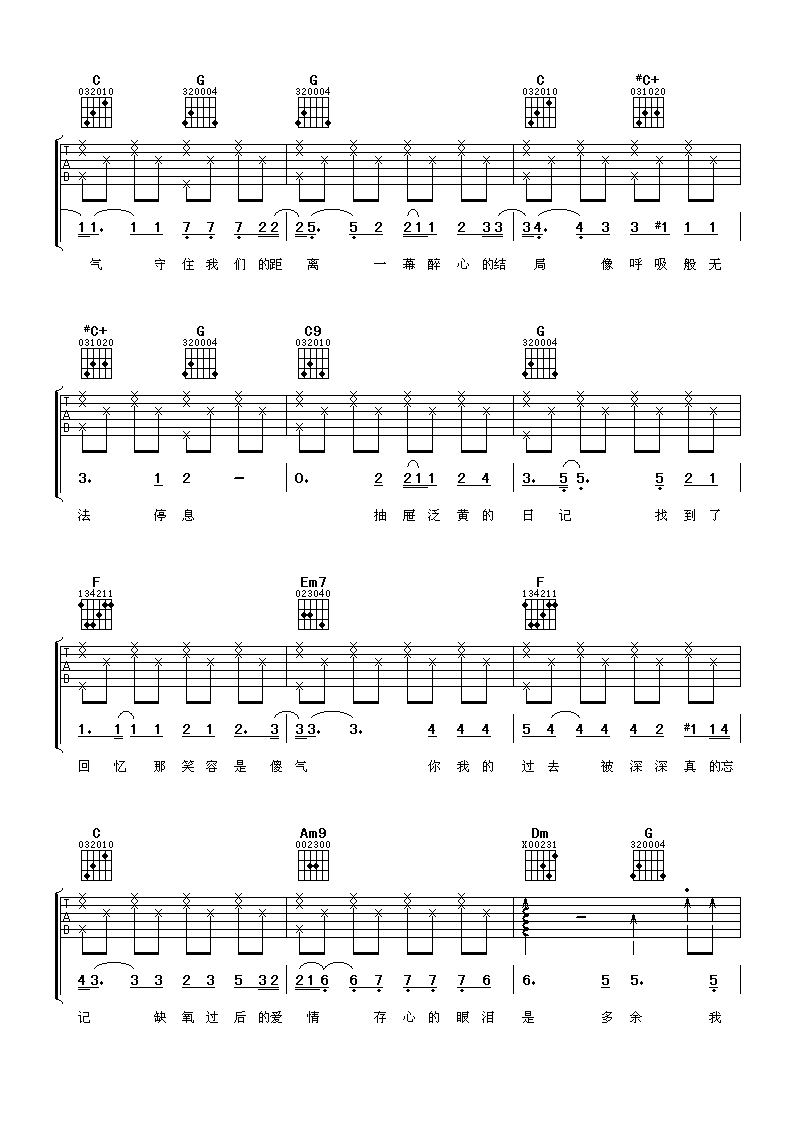 C G G C #C+
032010 320004 320004 032010 031020
T
A
B
1 1. 1 1 7 7 7 2 2 2 5. 5 2 2 1 1 2 3 3 3 4. 4 3 3 #1 1 1
气 守 住 我 们 的距 离 一 幕 醉 心 的结 局 像 呼 吸 般 无
#C+ G C9 G
031020 320004 032010 320004
T
A
B
3. 1 2 – 0. 2 2 1 1 2 4 3. 5 5. 5 2 1
法 停 息 抽 屉 泛 黄 的 日 记 找 到 了
F Em7 F
134211 023040 134211
T
A
B
1. 1 1 1 2 1 2. 3 3 3. 3. 4 4 4 5 4 4 4 4 2 #1 1 4
回 忆 那 笑 容 是 傻 气 你 我 的 过 去 被 深 深 真 的忘
C Am9 Dm G
032010 002300 X00231 320004
T
A
B
–
4 3. 3 3 2 3 5 3 2 2 1 6 6 7 7 7 7 6 6. 5 5. 5
记 缺 氧 过 后 的爱 情 存 心 的 眼 泪 是 多 余 我